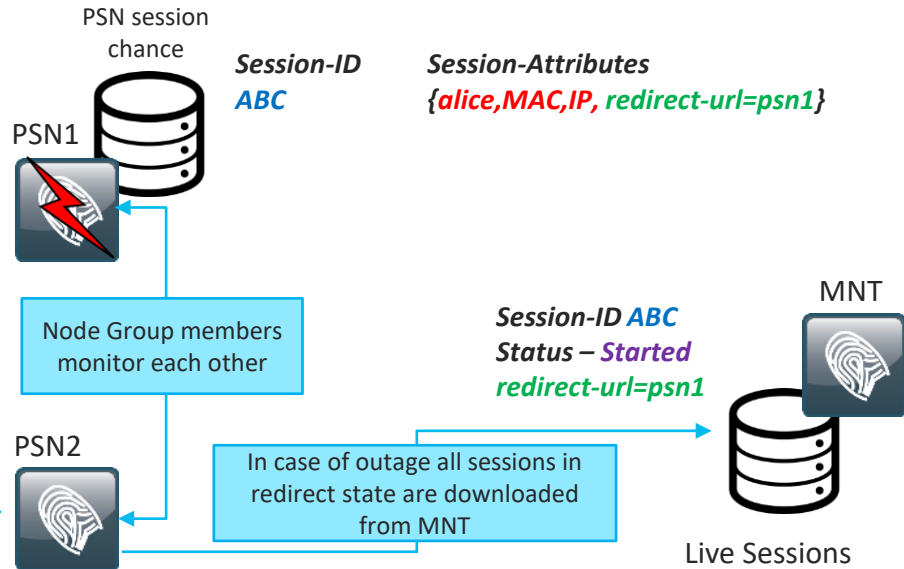 PSN session
chance
Session-ID
ABC
Session-Attributes
{alice,MAC,IP, redirect-url=psn1}
PSN1
Node Group members
monitor each other
MNT
Session-ID ABC
Status – Started
redirect-url=psn1
PSN2
In case of outage all sessions in
redirect state are downloaded
from MNT
Live Sessions